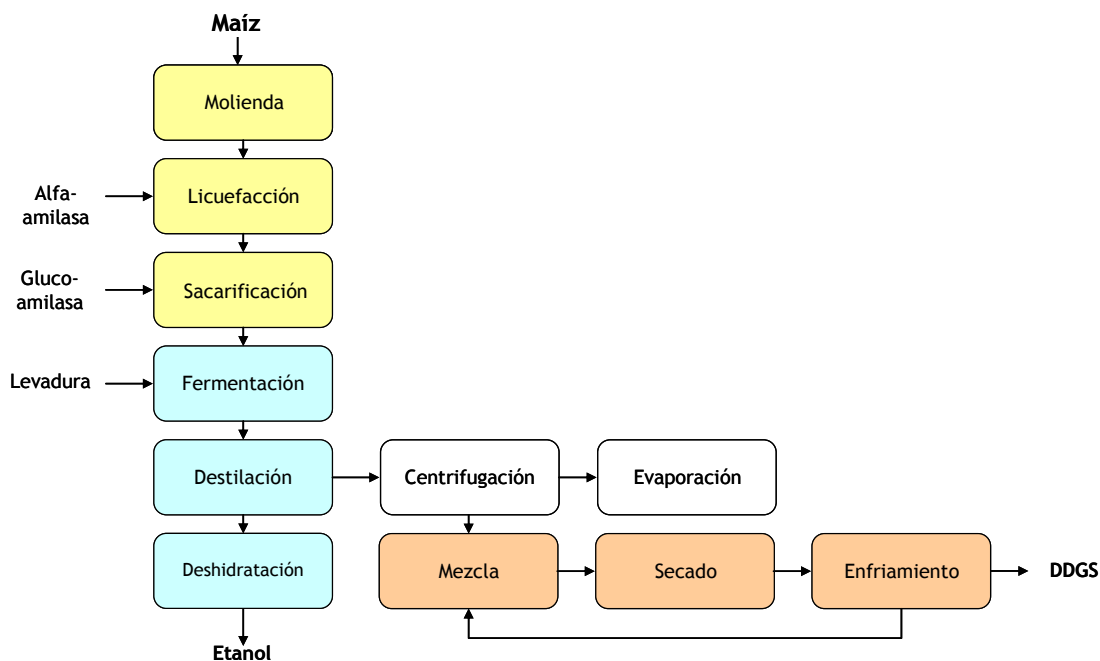 Maíz
Molienda
Alfa-
amilasa
Licuefacción
Gluco-
amilasa
Sacarificación
Levadura
Fermentación
Destilación
Centrifugación
Evaporación
Deshidratación
Mezcla
Secado
Enfriamiento
DDGS
Etanol